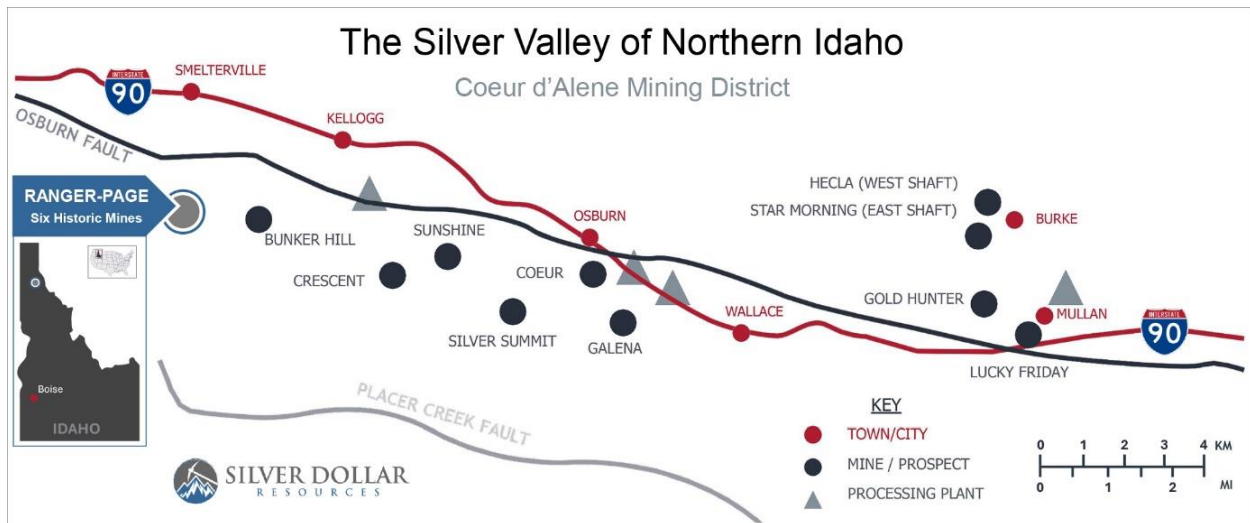 The Silver Valley of Northern Idaho
Coeur d'Alene Mining District
INTERSTATE
90
SMELTERVILLE
KELLOGG
OSBURN FAULT
RANGER-PAGE
Six Historic Mines
BUNKER HILL
SUNSHINE
CRESCENT
SILVER SUMMIT
OSBURN
COEUR
GALENA
WALLACE
HECLA (WEST SHAFT)
STAR MORNING (EAST SHAFT)
BURKE
GOLD HUNTER
MULLAN
LUCKY FRIDAY
INTERSTATE
90
Boise
IDAHO
PLACER CREEK FAULT
SILVER DOLLAR
RESOURCES
KEY
TOWN/CITY
MINE / PROSPECT
PROCESSING PLANT
0 1 2 3 4 KM
0 1 2 MI